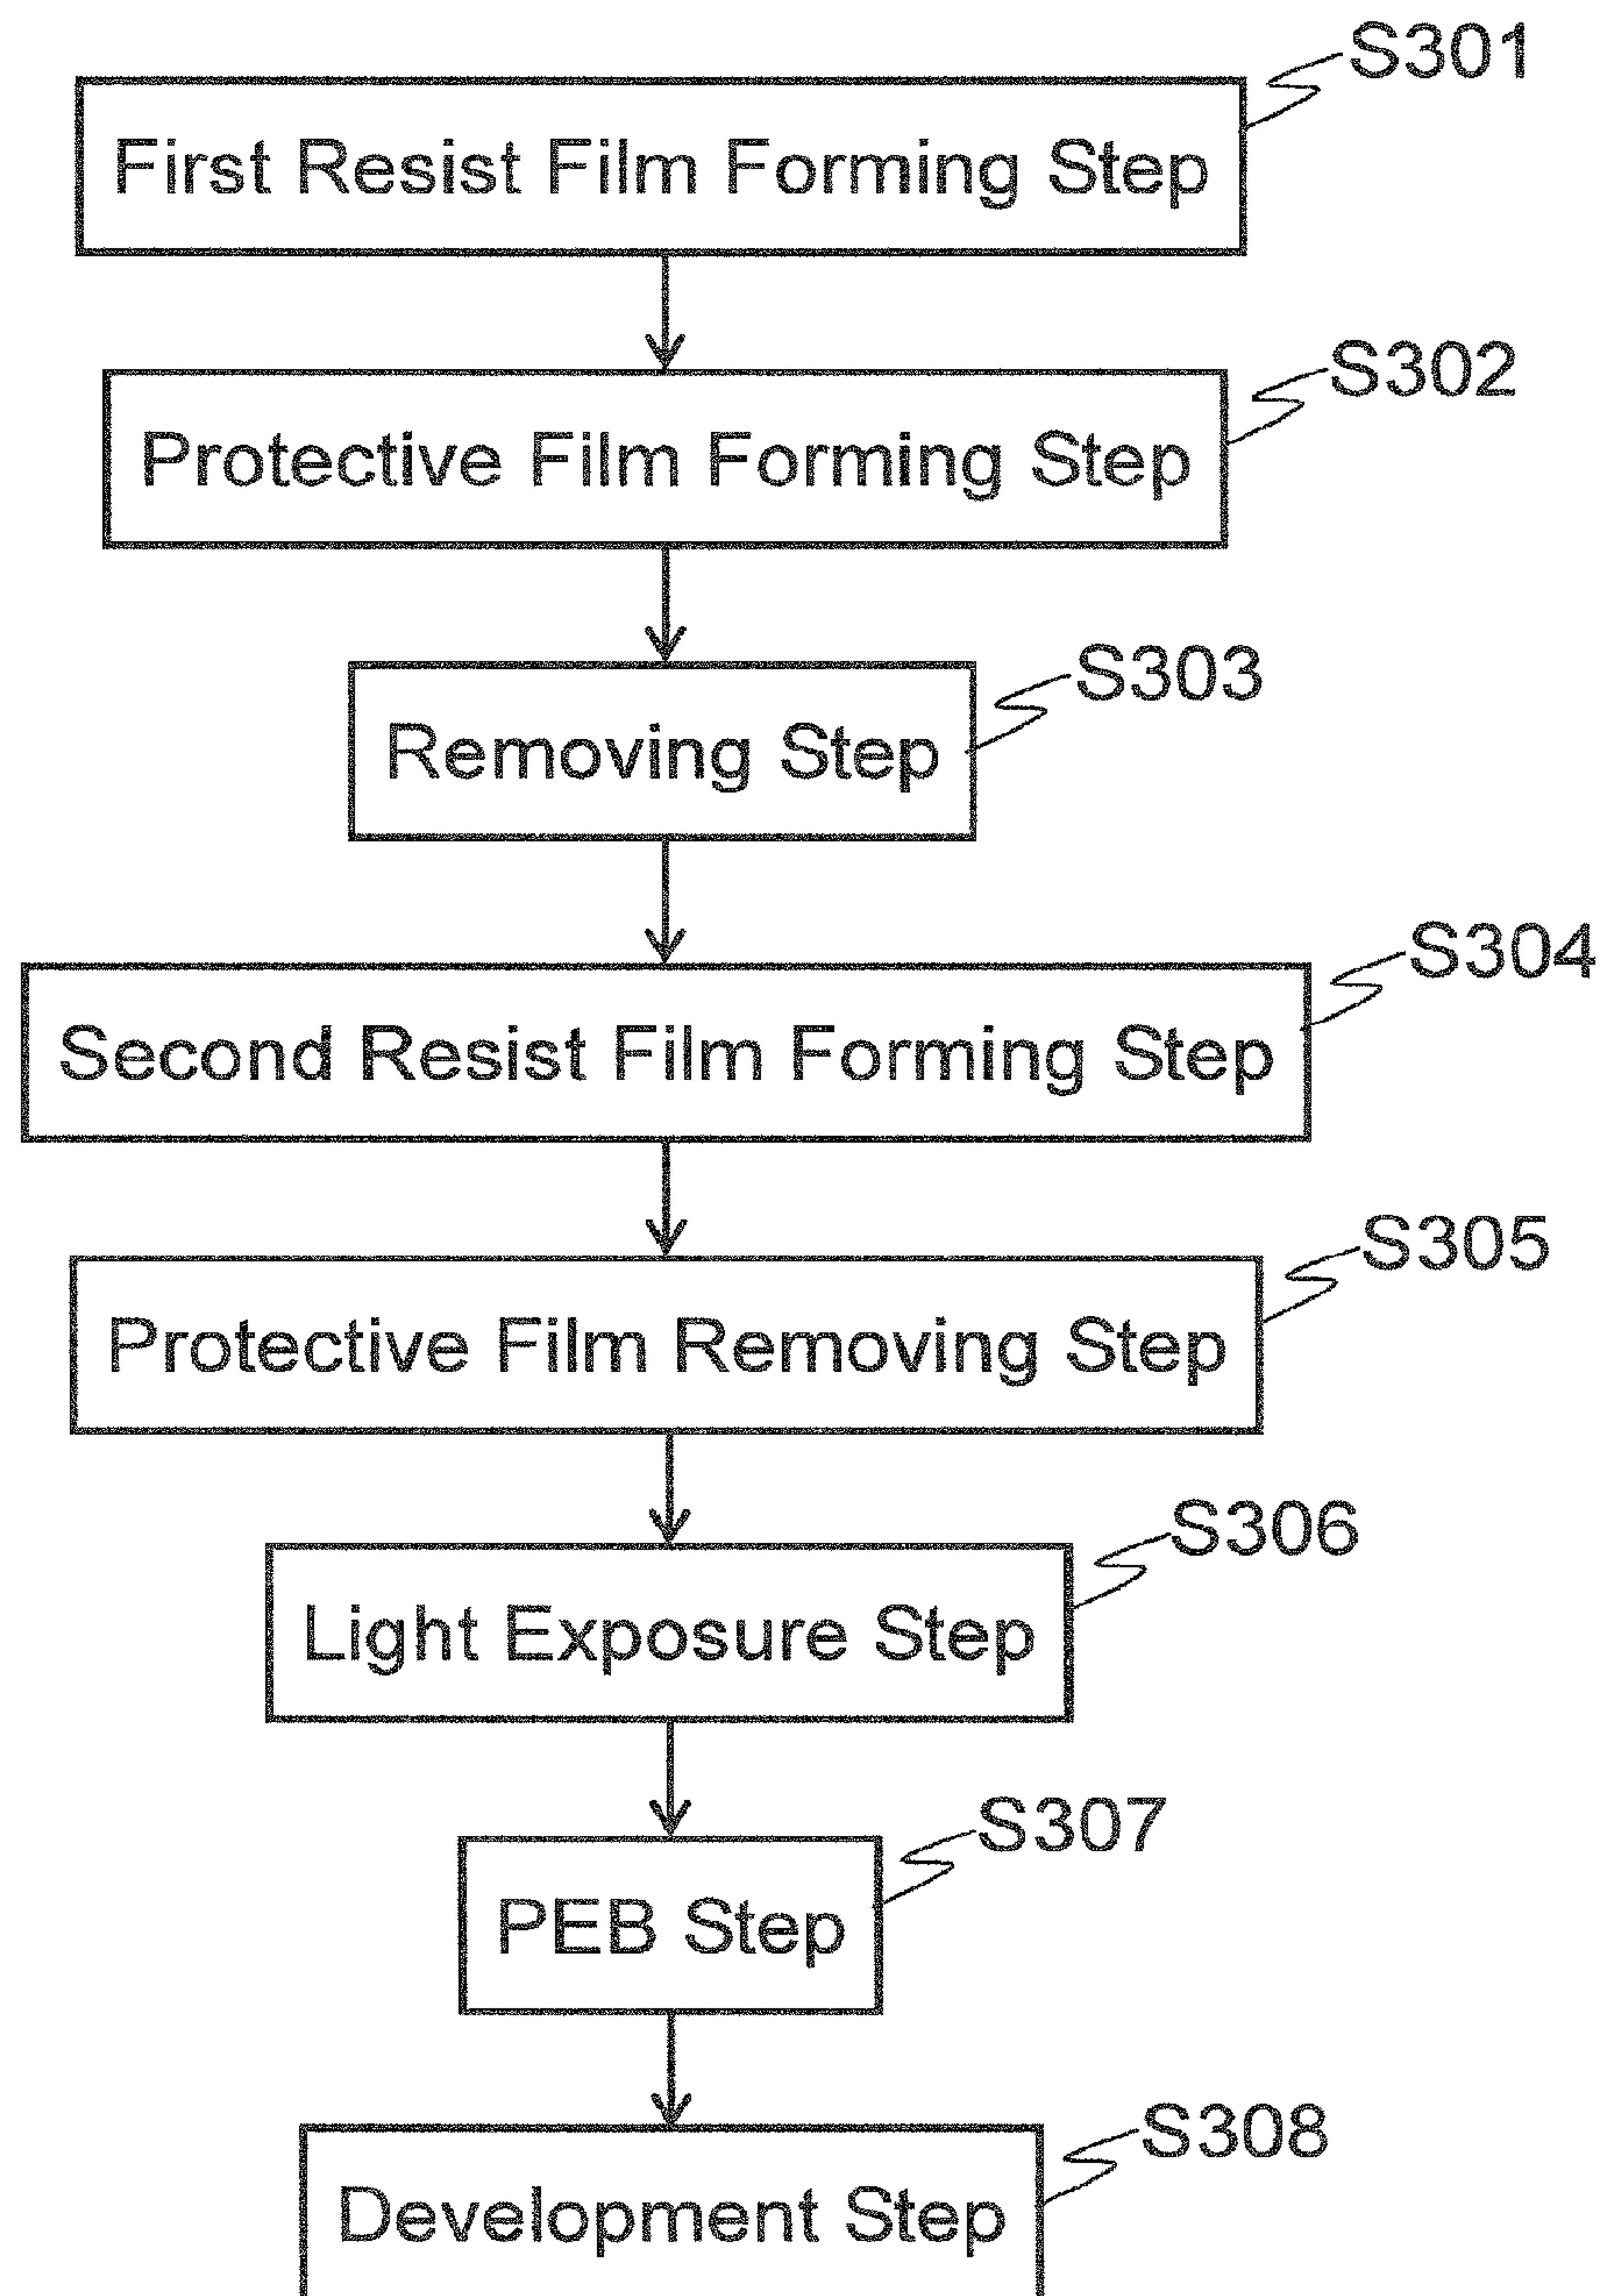 S301
First Resist Film Forming Step
S302
Protective Film Forming Step
S303
Removing Step
S304
Second Resist Film Forming Step
S305
Protective Film Removing Step
S306
Light Exposure Step
S307
PEB Step
S308
Development Step